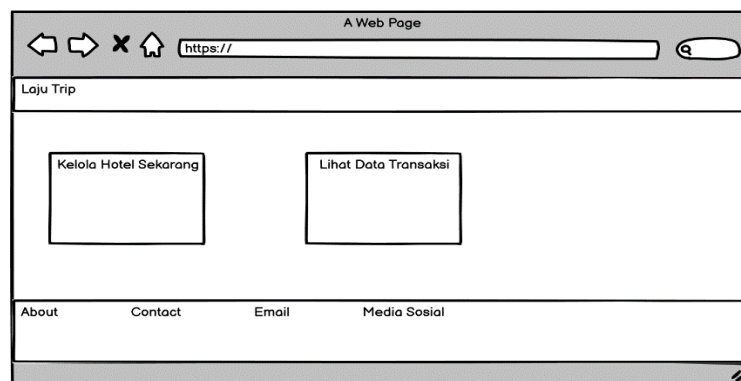 A Web Page
https://
Laju Trip
Kelola Hotel Sekarang
Lihat Data Transaksi
About
Contact
Email
Media Sosial